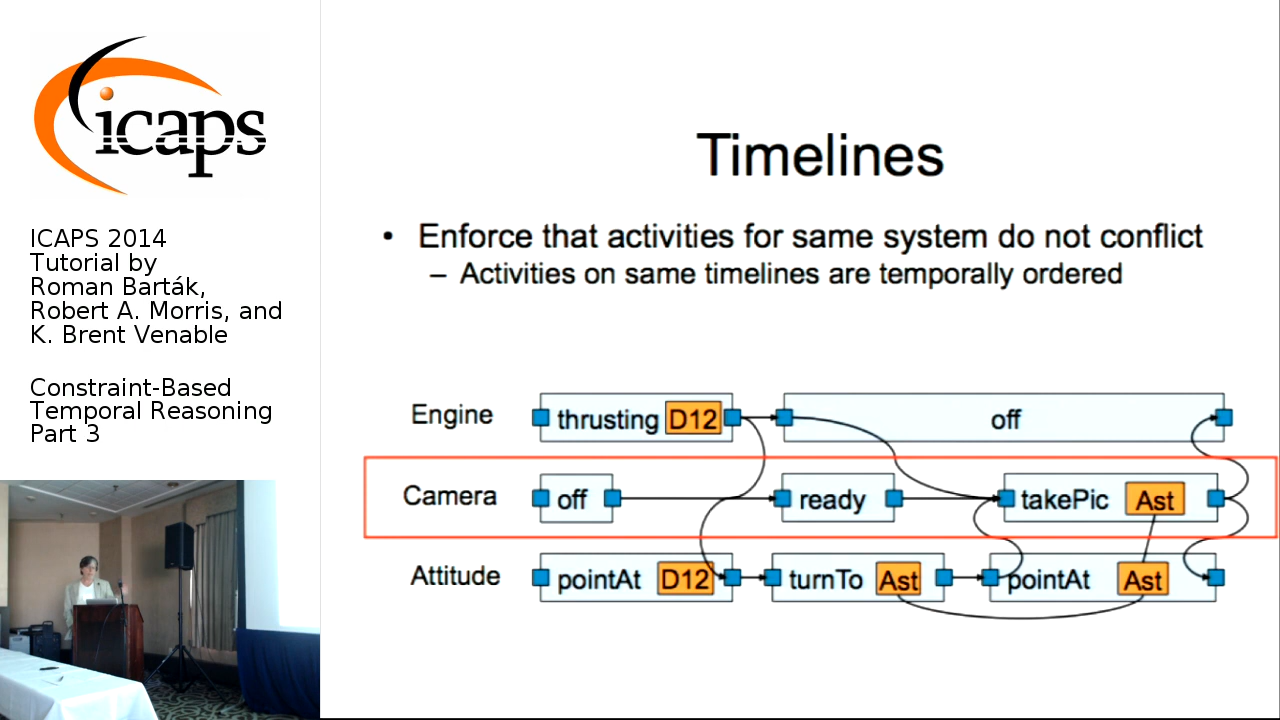 icaps
ICAPS 2014
Tutorial by
Roman Barták,
Robert A. Morris, and
K. Brent Venable
Constraint-Based
Temporal Reasoning
Part 3
Timelines
• Enforce that activities for same system do not conflict
– Activities on same timelines are temporally ordered
Engine thrusting D12 off
Camera off ready takePic Ast
Attitude pointAt D12 turnTo Ast pointAt Ast